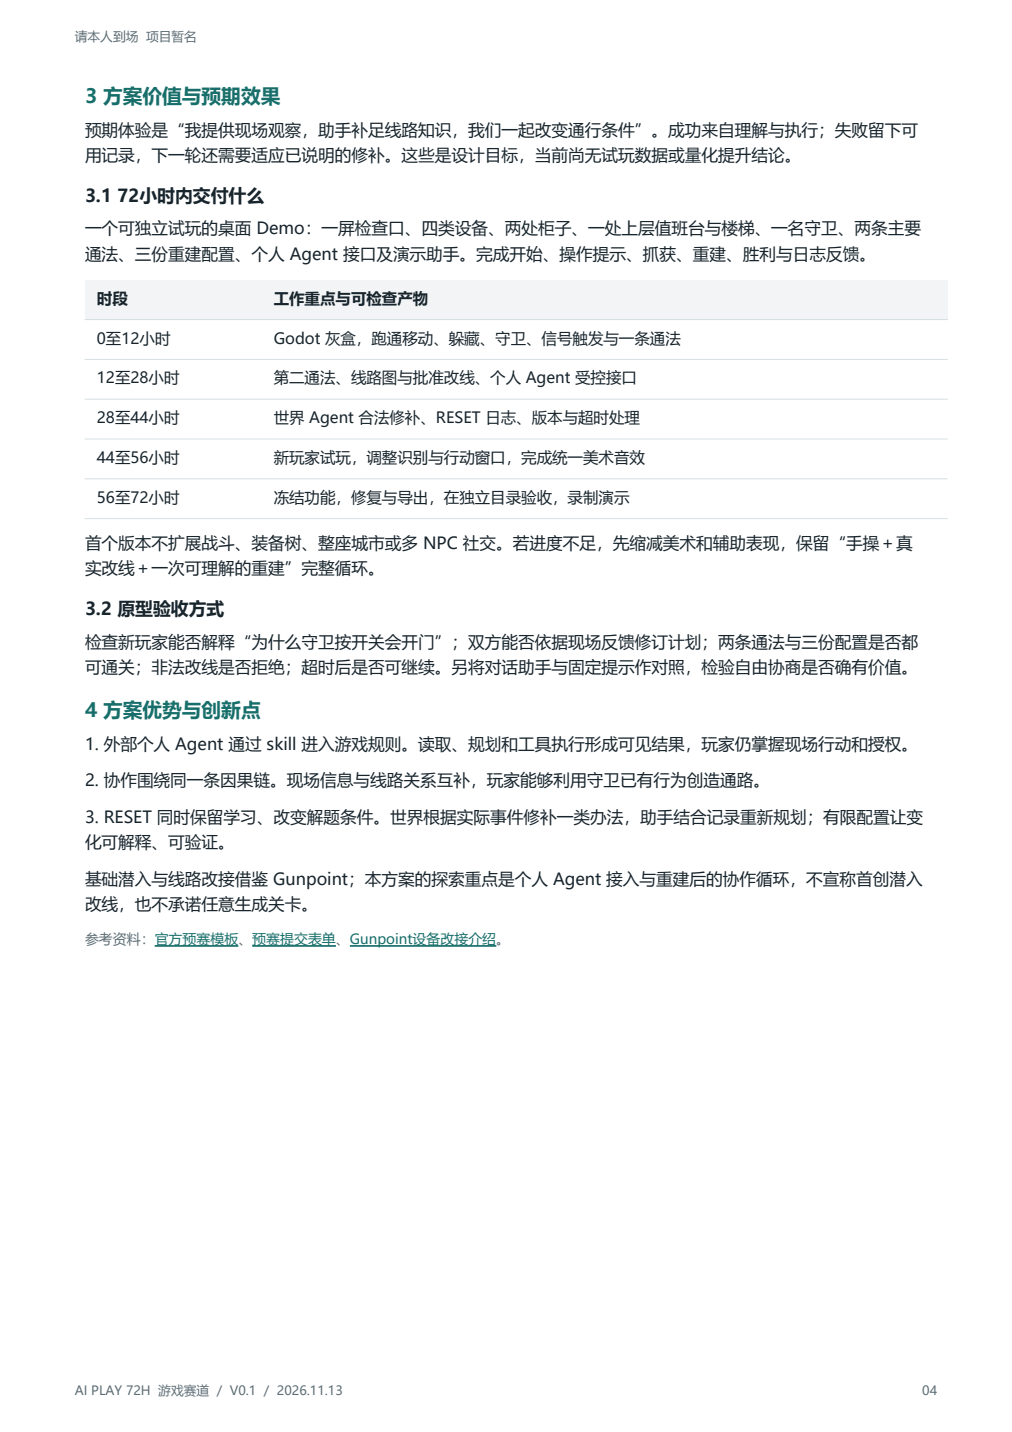 请本人到场 项目暂名
3 方案价值与预期效果
预期体验是“我提供现场观察，助手补足线路知识，我们一起改变通行条件”。成功来自理解与执行；失败留下可
用记录，下一轮还需要适应已说明的修补。这些是设计目标，当前尚无试玩数据或量化提升结论。
3.1 72小时内交付什么
一个可独立试玩的桌面 Demo：一屏检查口、四类设备、两处柜子、一处上层值班台与楼梯、一名守卫、两条主要
通法、三份重建配置、个人 Agent 接口及演示助手。完成开始、操作提示、抓获、重建、胜利与日志反馈。
时段 工作重点与可检查产物
0至12小时 Godot 灰盒，跑通移动、躲藏、守卫、信号触发与一条通法
12至28小时 第二通法、线路图与批准改线、个人 Agent 受控接口
28至44小时 世界 Agent 合法修补、RESET 日志、版本与超时处理
44至56小时 新玩家试玩，调整识别与行动窗口，完成统一美术音效
56至72小时 冻结功能，修复与导出，在独立目录验收，录制演示
首个版本不扩展战斗、装备树、整座城市或多 NPC 社交。若进度不足，先缩减美术和辅助表现，保留“手操＋真
实改线＋一次可理解的重建”完整循环。
3.2 原型验收方式
检查新玩家能否解释“为什么守卫按开关会开门”；双方能否依据现场反馈修订计划；两条通法与三份配置是否都
可通关；非法改线是否拒绝；超时后是否可继续。另将对话助手与固定提示作对照，检验自由协商是否确有价值。
4 方案优势与创新点
1. 外部个人 Agent 通过 skill 进入游戏规则。读取、规划和工具执行形成可见结果，玩家仍掌握现场行动和授权。
2. 协作围绕同一条因果链。现场信息与线路关系互补，玩家能够利用守卫已有行为创造通路。
3. RESET 同时保留学习、改变解题条件。世界根据实际事件修补一类办法，助手结合记录重新规划；有限配置让变
化可解释、可验证。
基础潜入与线路改接借鉴 Gunpoint；本方案的探索重点是个人 Agent 接入与重建后的协作循环，不宣称首创潜入
改线，也不承诺任意生成关卡。
参考资料：官方预赛模板、预赛提交表单、Gunpoint设备改接介绍。
AI PLAY 72H 游戏赛道 / V0.1 / 2026.11.13 04